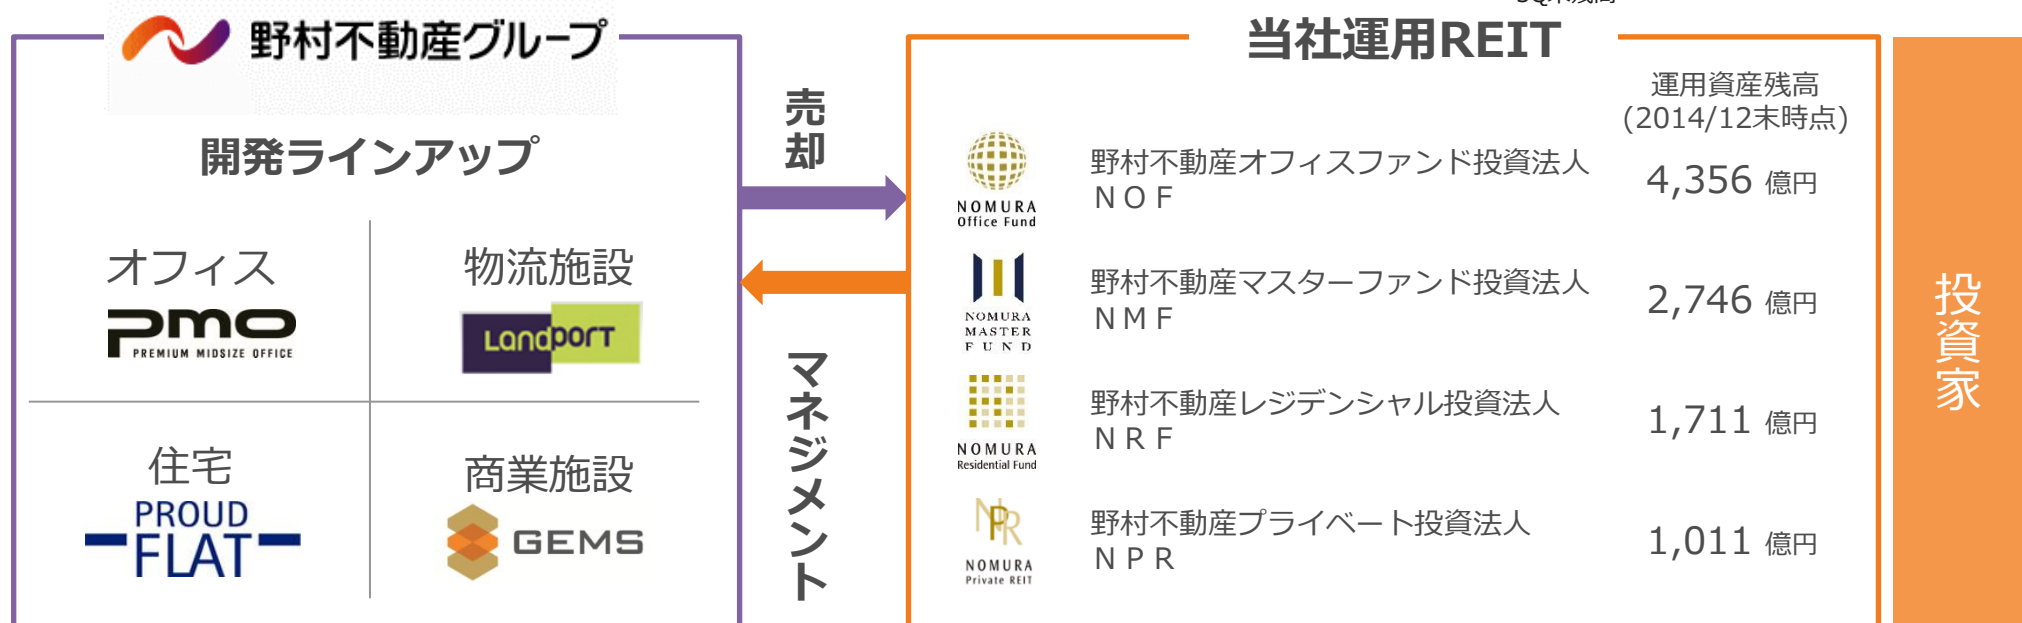 野村不動産グループ
開発ラインアップ
オフィス
pmo
PREMIUM MIDSIZE OFFICE
物流施設
Landport
住宅
PROUD
FLAT
商業施設
GEMS
売却
マネジメント
当社運用REIT
運用資産残高
(2014/12末時点)
NOMURA
Office Fund
野村不動産オフィスファンド投資法人
ＮＯＦ
4,356 億円
NOMURA
MASTER
FUND
野村不動産マスターファンド投資法人
ＮＭＦ
2,746 億円
NOMURA
Residential Fund
野村不動産レジデンシャル投資法人
ＮＲＦ
1,711 億円
NPR
NOMURA
Private REIT
野村不動産プライベート投資法人
ＮＰＲ
1,011 億円
投資家